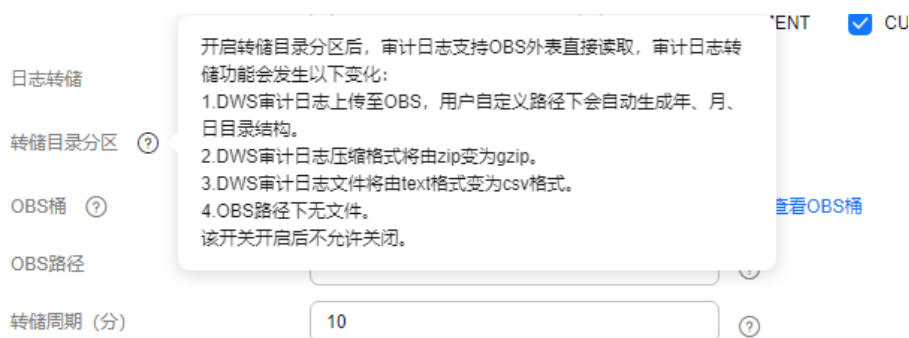 MENT CU
开启转储目录分区后，审计日志支持OBS外表直接读取，审计日志转
储功能会发生以下变化：
日志转储
1.DWS审计日志上传至OBS，用户自定义路径下会自动生成年、月、
日目录结构。
转储目录分区 ?
2.DWS审计日志压缩格式将由zip变为gzip。
3.DWS审计日志文件将由text格式变为csv格式。
4.OBS路径下无文件。
OBS桶 ?
查看OBS桶
该开关开启后不允许关闭。
OBS路径
转储周期（分） 10 ?